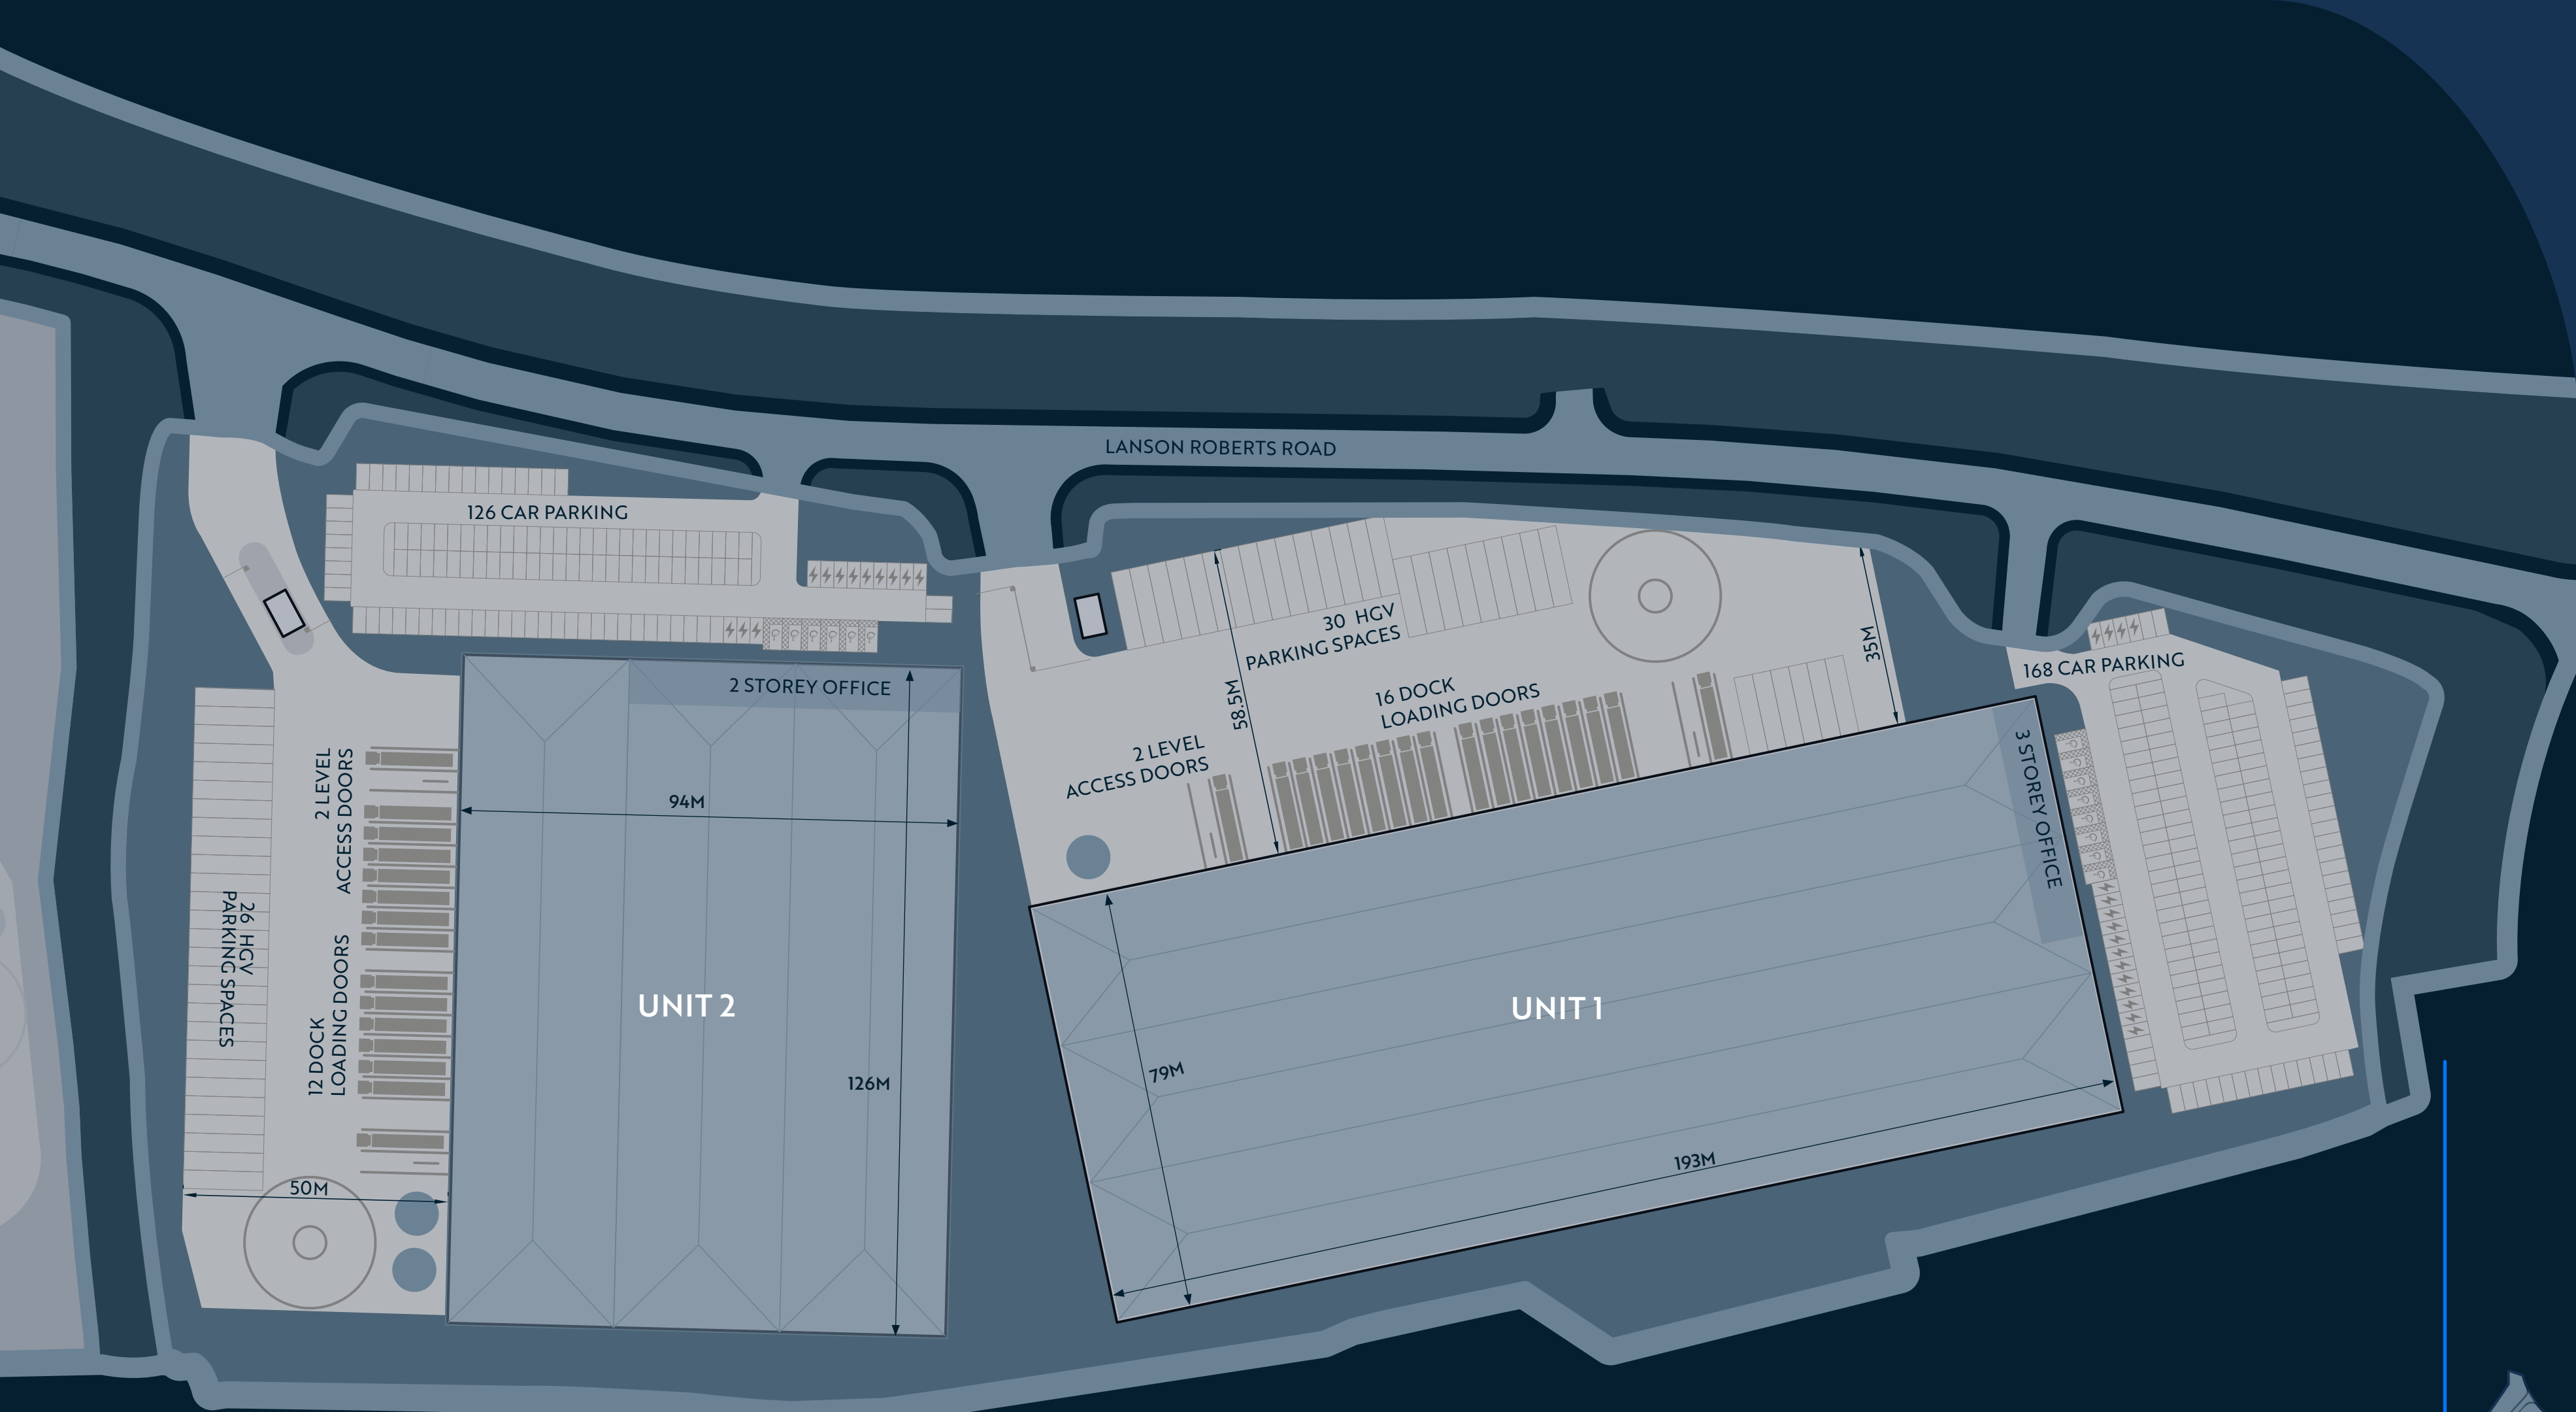 LANSON ROBERTS ROAD
126 CAR PARKING
2 STOREY OFFICE
94M
126M
UNIT 2
2 LEVEL
ACCESS DOORS
12 DOCK
LOADING DOORS
26 HGV
PARKING SPACES
50M
30 HGV
PARKING SPACES
58.5M
35M
16 DOCK
LOADING DOORS
2 LEVEL
ACCESS DOORS
168 CAR PARKING
3 STOREY OFFICE
UNIT 1
79M
193M